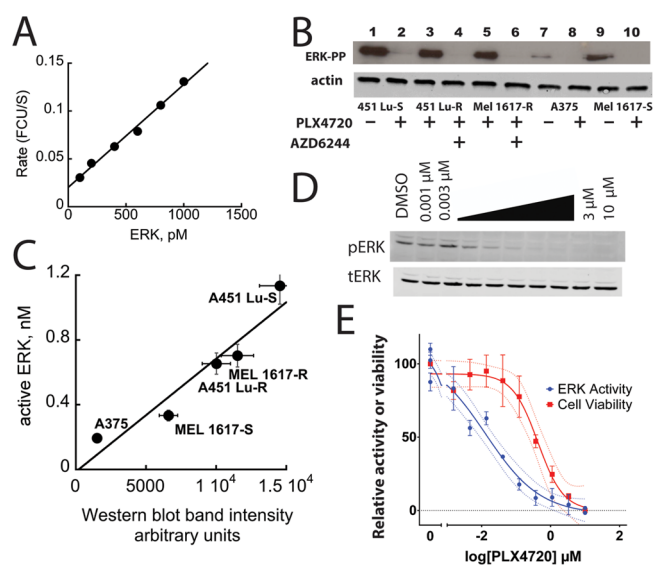 A
0.15
0.10
0.05
0
Rate (FCU/S)
0 500 1000 1500
ERK, pM
B
1 2 3 4 5 6 7 8 9 10
ERK-PP
actin
451 Lu-S 451 Lu-R Mel 1617-R A375 Mel 1617-S
PLX4720 − + + + + + − + − +
AZD6244 + +
C
1.2
0.8
0.4
0
active ERK, nM
A451 Lu-S
MEL 1617-R
A451 Lu-R
A375
MEL 1617-S
0 5000 1 10⁴ 1.5 10⁴
Western blot band intensity
arbitrary units
D
DMSO
0.001 µM
0.003 µM
3 µM
10 µM
pERK
tERK
E
100
50
0
Relative activity or viability
ERK Activity
Cell Viability
0 -2 0 2
log[PLX4720] µM